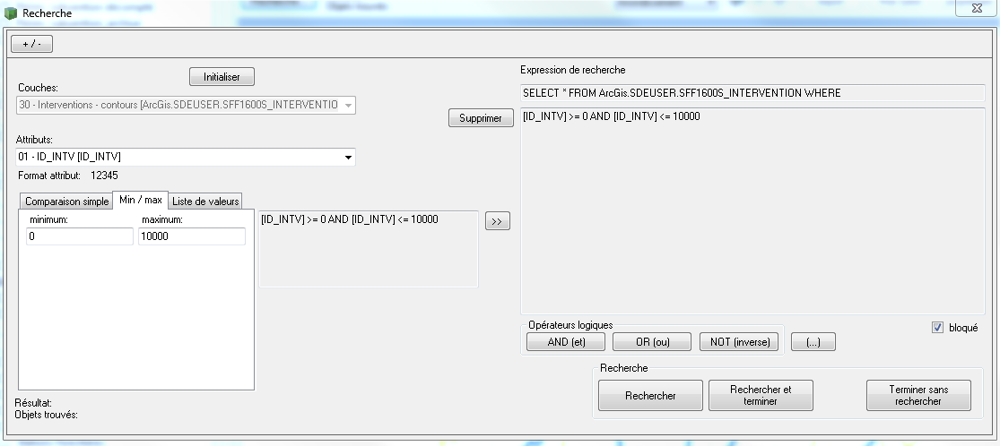 Recherche
+ / -
Initialiser
Couches:
30 - Interventions - contours [ArcGis.SDEUSER.SFF1600S_INTERVENTIO
Attributs:
01 - ID_INTV [ID_INTV]
Format attribut: 12345
Comparaison simple Min / max Liste de valeurs
minimum: maximum:
0 10000
[ID_INTV] >= 0 AND [ID_INTV] <= 10000
>>
Résultat:
Objets trouvés:
Expression de recherche
SELECT * FROM ArcGis.SDEUSER.SFF1600S_INTERVENTION WHERE
Supprimer
[ID_INTV] >= 0 AND [ID_INTV] <= 10000
Opérateurs logiques
AND (et) OR (ou) NOT (inverse) (...)
bloqué
Recherche
Rechercher
Rechercher et
terminer
Terminer sans
rechercher